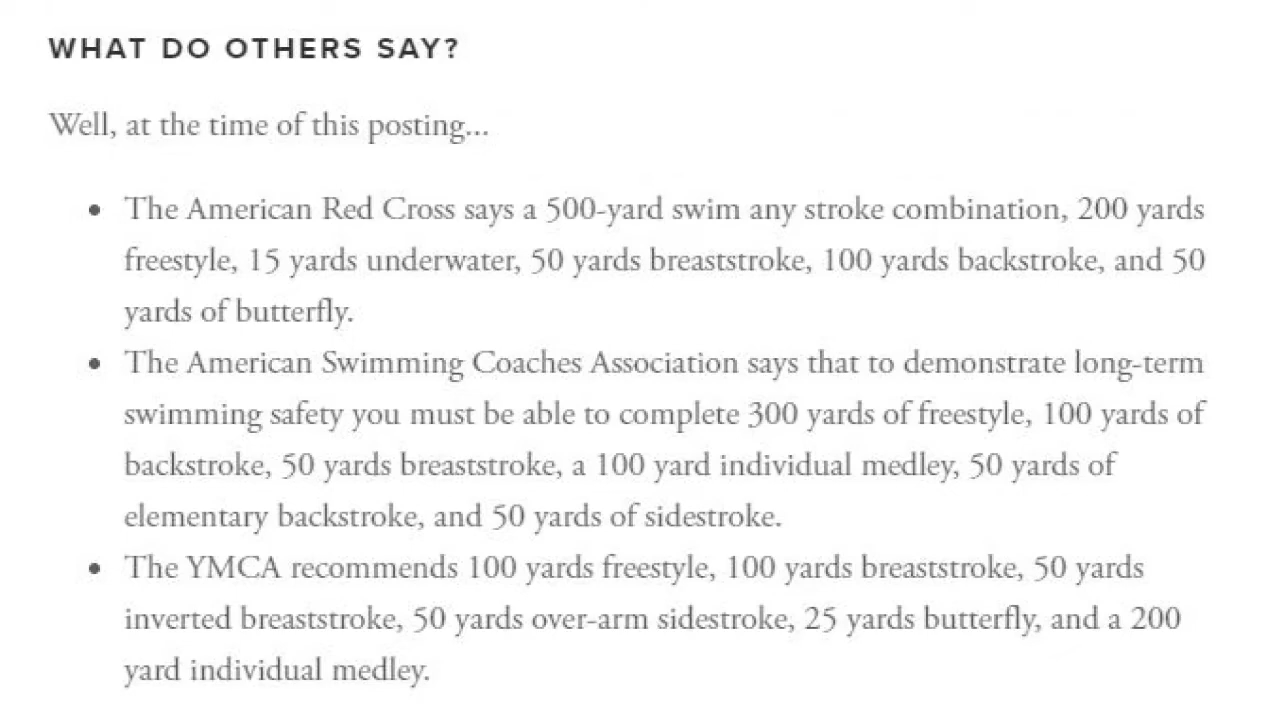 WHAT DO OTHERS SAY?
Well, at the time of this posting...
• The American Red Cross says a 500-yard swim any stroke combination, 200 yards
freestyle, 15 yards underwater, 50 yards breaststroke, 100 yards backstroke, and 50
yards of butterfly.
• The American Swimming Coaches Association says that to demonstrate long-term
swimming safety you must be able to complete 300 yards of freestyle, 100 yards of
backstroke, 50 yards breaststroke, a 100 yard individual medley, 50 yards of
elementary backstroke, and 50 yards of sidestroke.
• The YMCA recommends 100 yards freestyle, 100 yards breaststroke, 50 yards
inverted breaststroke, 50 yards over-arm sidestroke, 25 yards butterfly, and a 200
yard individual medley.